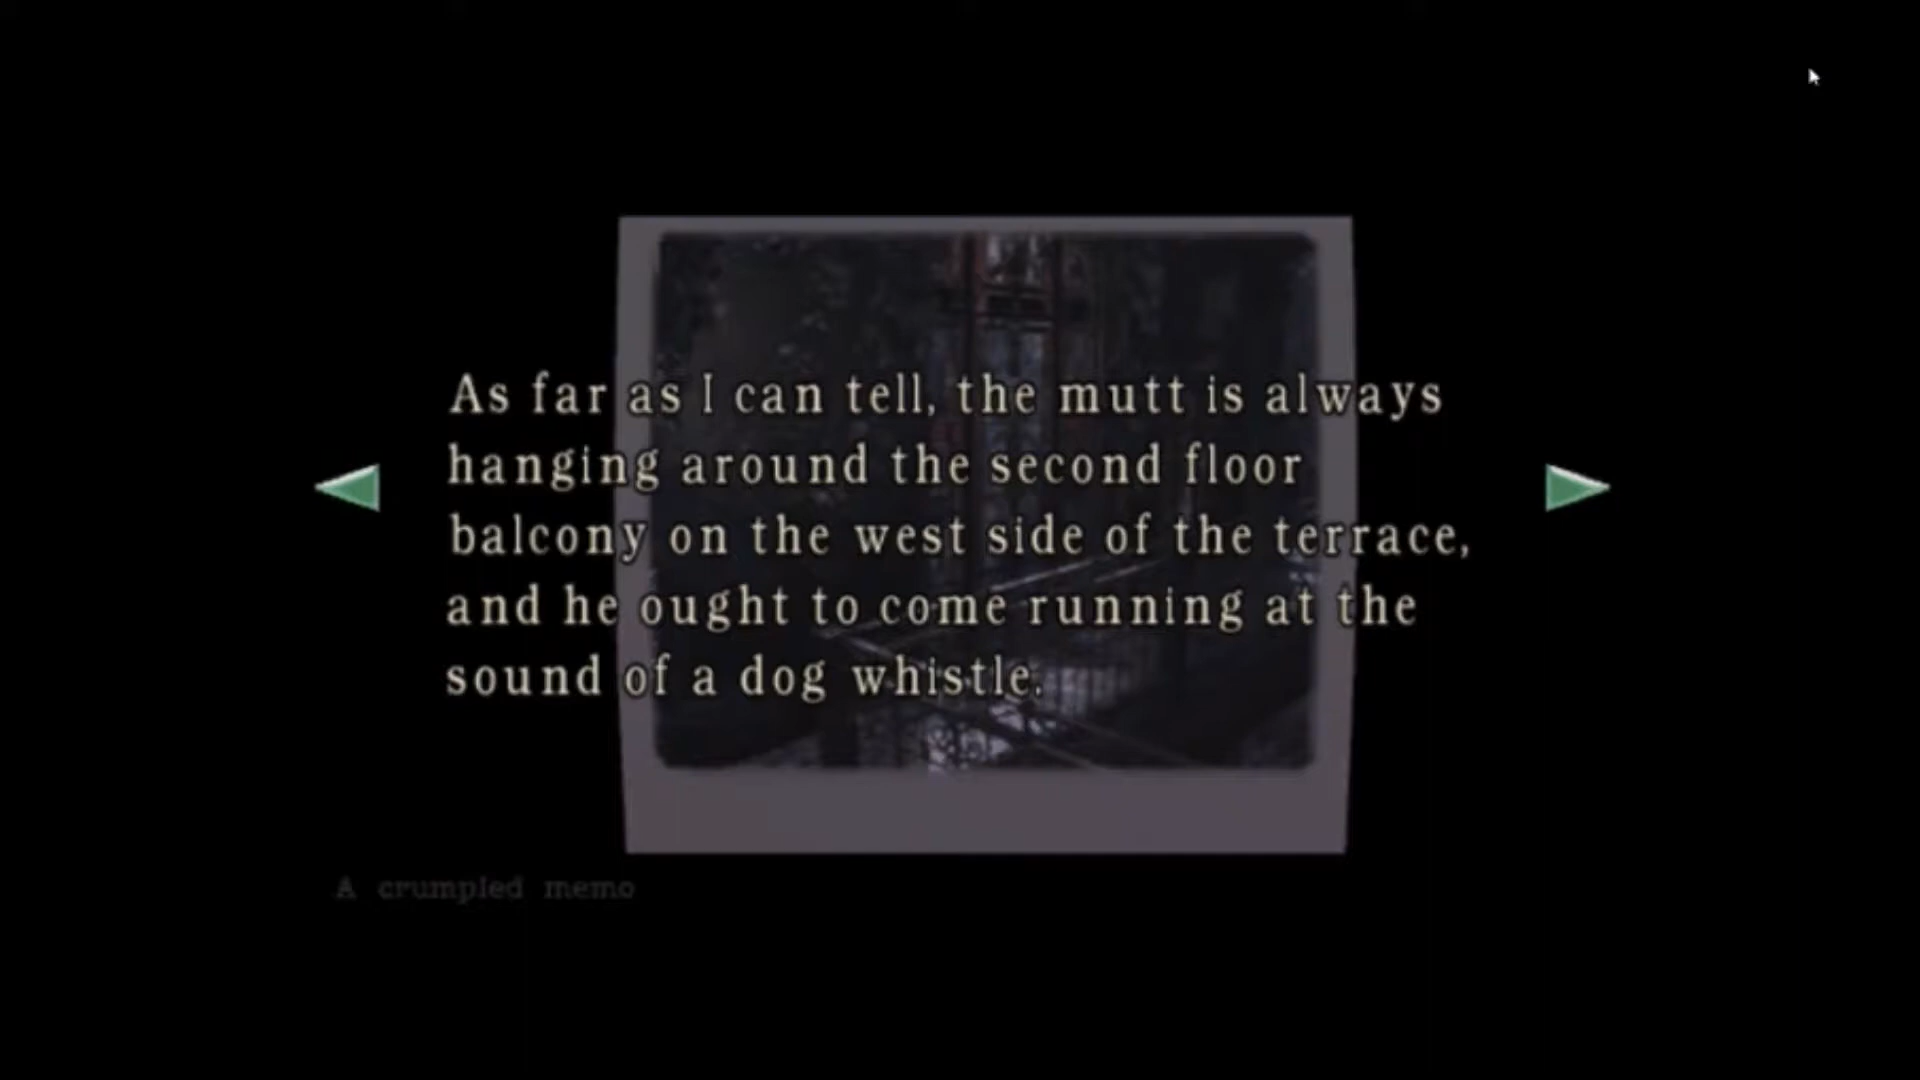 As far as I can tell, the mutt is always
hanging around the second floor
balcony on the west side of the terrace,
and he ought to come running at the
sound of a dog whistle.
A crumpled memo